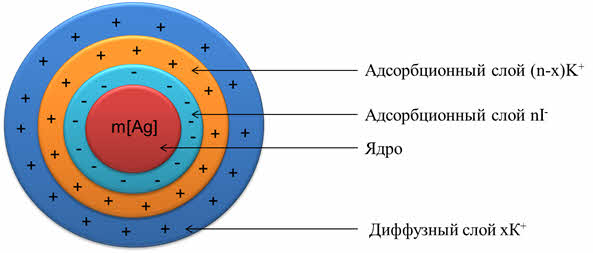 m[Ag]
Адсорбционный слой (n-x)K⁺
Адсорбционный слой nI⁻
Ядро
Диффузный слой xK⁺